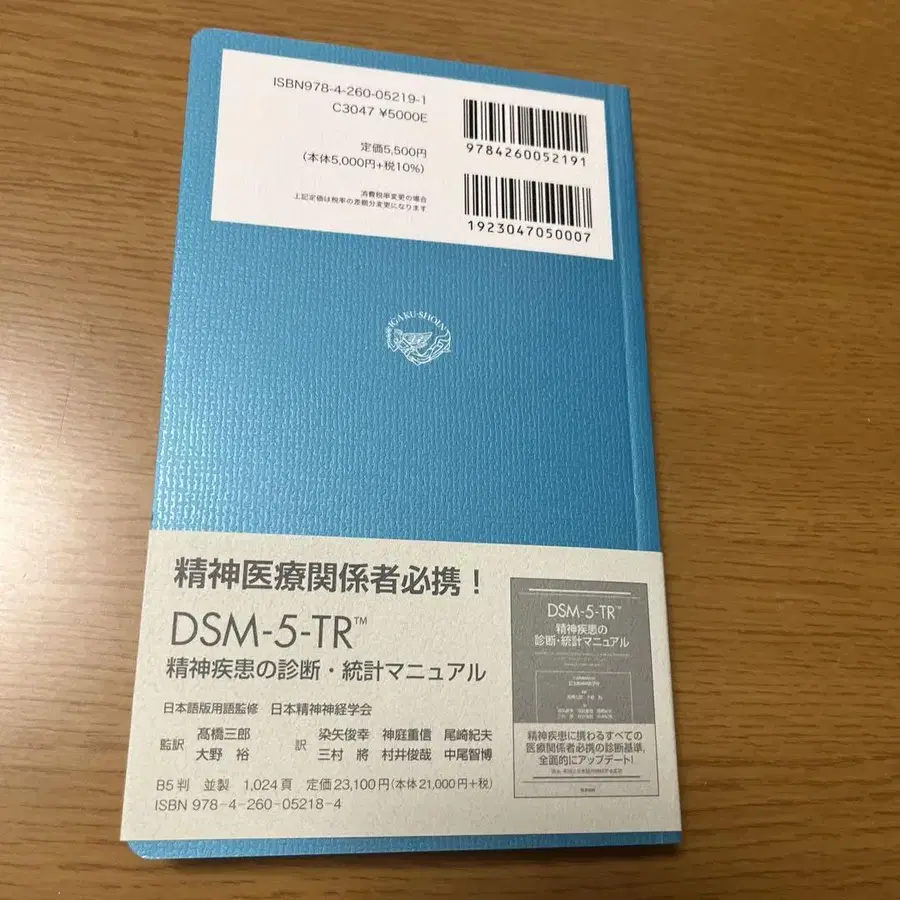 ISBN978-4-260-05219-1
C3047 ¥5000E
定価5,500円
(本体5,000円+税10%)
消費税率変更の場合
上記定価は税率の差額分変更になります
9784260052191
1923047050007
IGAKU-SHOIN
精神医療関係者必携!
DSM-5-TR™
精神疾患の診断・統計マニュアル
日本語版用語監修 日本精神神経学会
監訳 髙橋三郎 大野 裕
訳 染矢俊幸 神庭重信 尾崎紀夫
三村 將 村井俊哉 中尾智博
B5判 並製 1,024頁 定価23,100円(本体21,000円+税)
ISBN 978-4-260-05218-4
DSM-5-TR™
精神疾患の
診断・統計マニュアル
精神疾患に携わるすべての
医療関係者必携の診断基準,
全面的にアップデート!